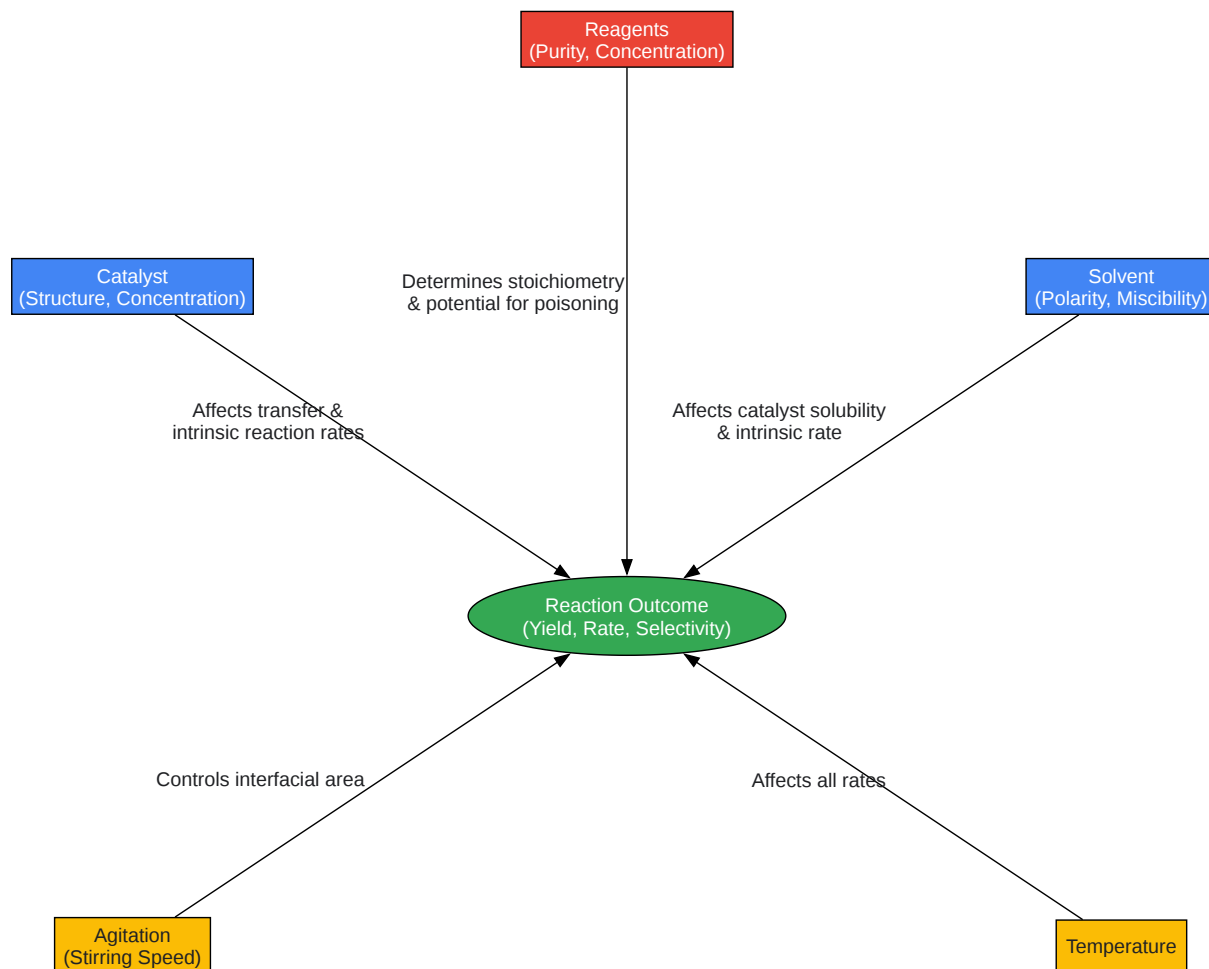 Reagents
(Purity, Concentration)
Catalyst
(Structure, Concentration)
Solvent
(Polarity, Miscibility)
Determines stoichiometry
& potential for poisoning
Affects transfer &
intrinsic reaction rates
Affects catalyst solubility
& intrinsic rate
Reaction Outcome
(Yield, Rate, Selectivity)
Controls interfacial area
Affects all rates
Agitation
(Stirring Speed)
Temperature